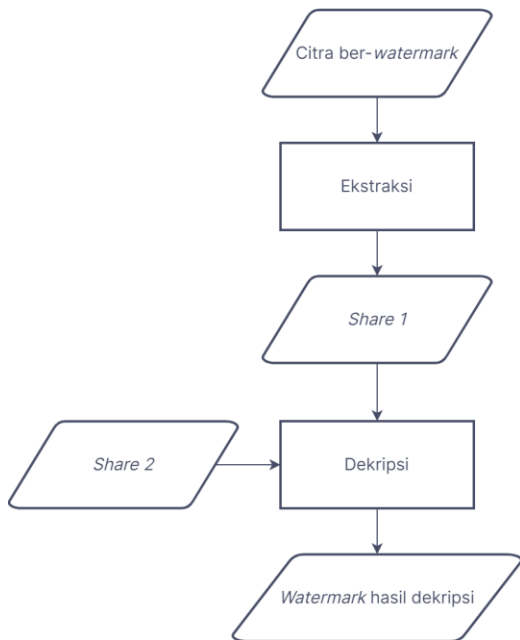 Citra ber-watermark
Ekstraksi
Share 1
Share 2
Dekripsi
Watermark hasil dekripsi